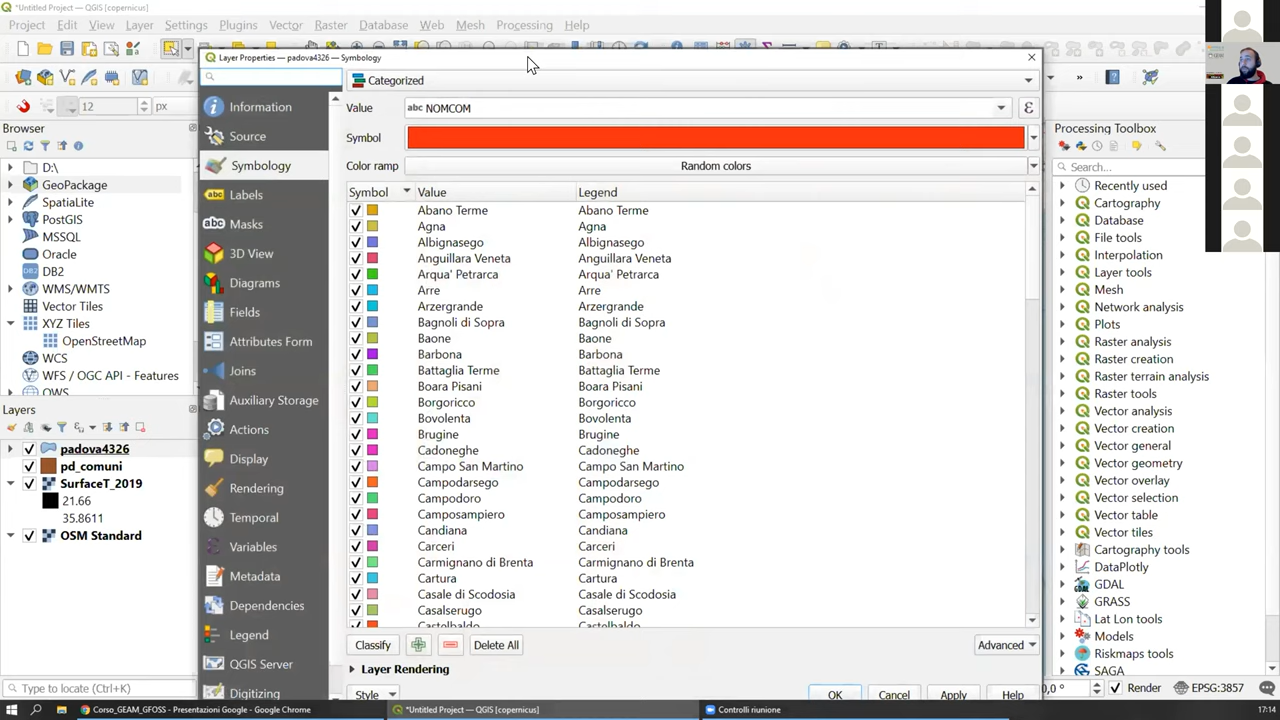 *Untitled Project — QGIS [copernicus]
Project Edit View Layer Settings Plugins Vector Raster Database Web Mesh Processing Help
Layer Properties — padova4326 — Symbology
12 px
Browser
D:\
GeoPackage
SpatiaLite
PostGIS
MSSQL
Oracle
DB2
WMS/WMTS
Vector Tiles
XYZ Tiles
OpenStreetMap
WCS
WFS / OGC API - Features
OWS
Layers
padova4326
pd_comuni
SurfaceT_2019
21.66
35.8611
OSM Standard
Information
Source
Symbology
Labels
Masks
3D View
Diagrams
Fields
Attributes Form
Joins
Auxiliary Storage
Actions
Display
Rendering
Temporal
Variables
Metadata
Dependencies
Legend
QGIS Server
Digitizing
Categorized
Value abc NOMCOM ε
Symbol
Color ramp Random colors
Symbol Value Legend
Abano Terme Abano Terme
Agna Agna
Albignasego Albignasego
Anguillara Veneta Anguillara Veneta
Arqua' Petrarca Arqua' Petrarca
Arre Arre
Arzergrande Arzergrande
Bagnoli di Sopra Bagnoli di Sopra
Baone Baone
Barbona Barbona
Battaglia Terme Battaglia Terme
Boara Pisani Boara Pisani
Borgoricco Borgoricco
Bovolenta Bovolenta
Brugine Brugine
Cadoneghe Cadoneghe
Campo San Martino Campo San Martino
Campodarsego Campodarsego
Campodoro Campodoro
Camposampiero Camposampiero
Candiana Candiana
Carceri Carceri
Carmignano di Brenta Carmignano di Brenta
Cartura Cartura
Casale di Scodosia Casale di Scodosia
Casalserugo Casalserugo
Castelbaldo Castelbaldo
Classify Delete All Advanced
Layer Rendering
Style OK Cancel Apply Help
»
Processing Toolbox
Search...
Recently used
Cartography
Database
File tools
Interpolation
Layer tools
Mesh
Network analysis
Plots
Raster analysis
Raster creation
Raster terrain analysis
Raster tools
Vector analysis
Vector creation
Vector general
Vector geometry
Vector overlay
Vector selection
Vector table
Vector tiles
Cartography tools
DataPlotly
GDAL
GRASS
Lat Lon tools
Models
Riskmaps tools
SAGA
Type to locate (Ctrl+K) 0,0 ° Render EPSG:3857
Corso_GEAM_GFOSS - Presentazioni Google - Google Chrome *Untitled Project — QGIS [copernicus] Controlli riunione 17:14